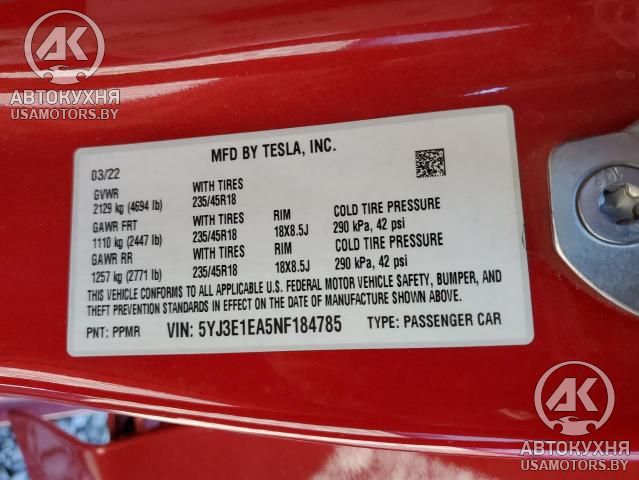 AK
АВТОКУХНЯ
USAMOTORS.BY
MFD BY TESLA, INC.
03/22
GVWR WITH TIRES
2129 kg (4694 lb) 235/45R18
GAWR FRT WITH TIRES RIM COLD TIRE PRESSURE
1110 kg (2447 lb) 235/45R18 18X8.5J 290 kPa, 42 psi
GAWR RR WITH TIRES RIM COLD TIRE PRESSURE
1257 kg (2771 lb) 235/45R18 18X8.5J 290 kPa, 42 psi
THIS VEHICLE CONFORMS TO ALL APPLICABLE U.S. FEDERAL MOTOR VEHICLE SAFETY, BUMPER, AND
THEFT PREVENTION STANDARDS IN EFFECT ON THE DATE OF MANUFACTURE SHOWN ABOVE.
PNT: PPMR VIN: 5YJ3E1EA5NF184785 TYPE: PASSENGER CAR
AK
АВТОКУХНЯ
USAMOTORS.BY